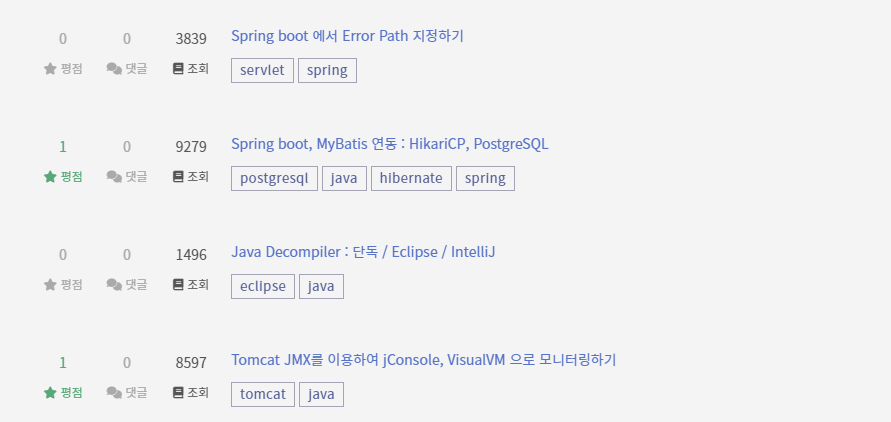 0 0 3839 Spring boot 에서 Error Path 지정하기
평점 댓글 조회 servlet spring
1 0 9279 Spring boot, MyBatis 연동 : HikariCP, PostgreSQL
평점 댓글 조회 postgresql java hibernate spring
0 0 1496 Java Decompiler : 단독 / Eclipse / IntelliJ
평점 댓글 조회 eclipse java
1 0 8597 Tomcat JMX를 이용하여 jConsole, VisualVM 으로 모니터링하기
평점 댓글 조회 tomcat java